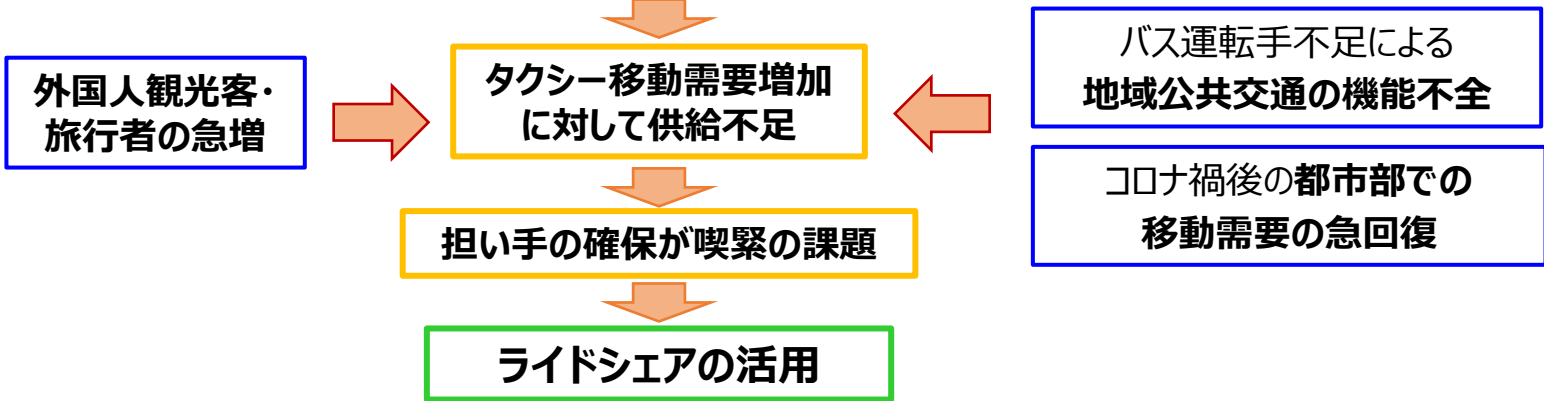 外国人観光客・
旅行者の急増
タクシー移動需要増加
に対して供給不足
バス運転手不足による
地域公共交通の機能不全
コロナ禍後の都市部での
移動需要の急回復
担い手の確保が喫緊の課題
ライドシェアの活用